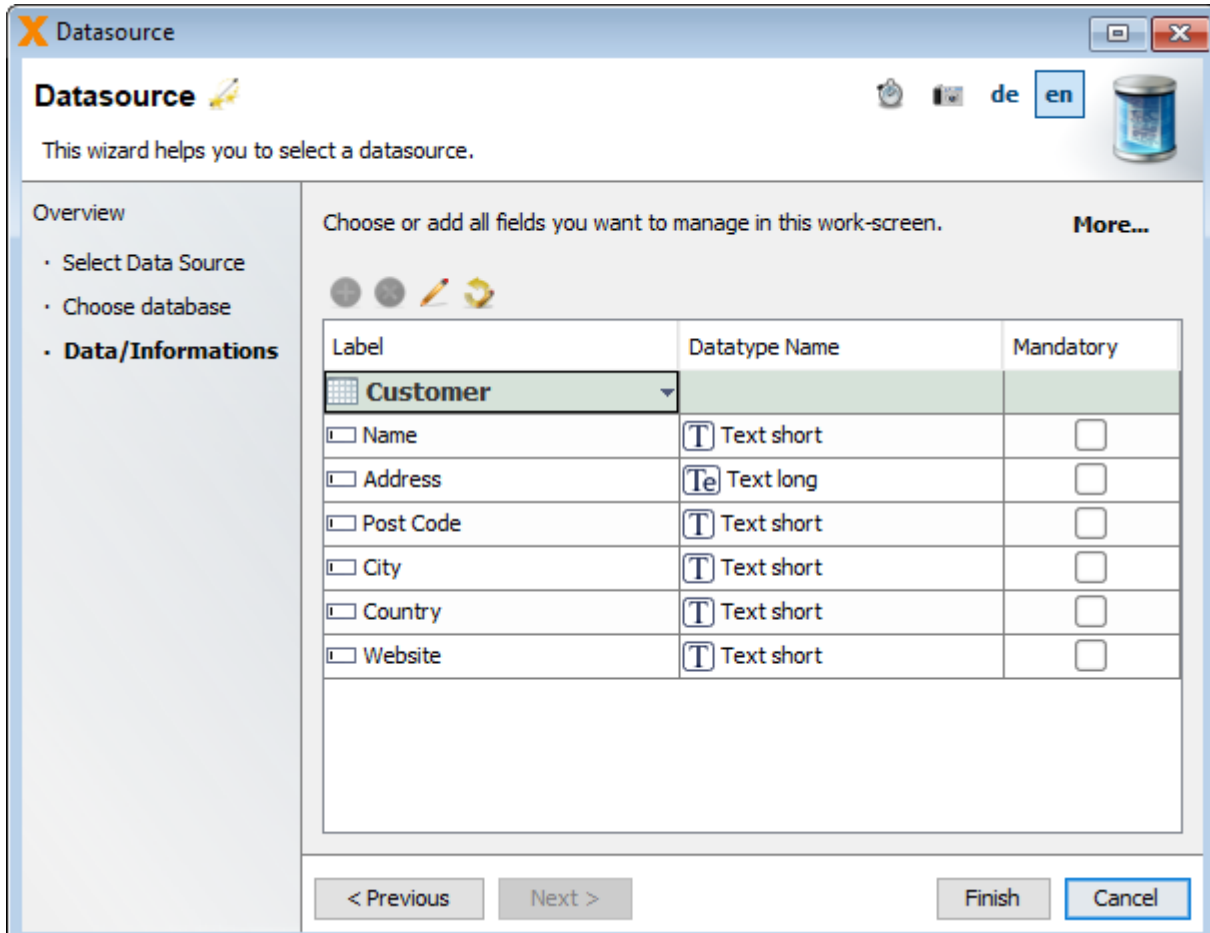 Datasource
Datasource de en
This wizard helps you to select a datasource.
Overview
· Select Data Source
· Choose database
· Data/Informations
Choose or add all fields you want to manage in this work-screen. More...
Label Datatype Name Mandatory
Customer
Name T Text short
Address Te Text long
Post Code T Text short
City T Text short
Country T Text short
Website T Text short
< Previous Next > Finish Cancel